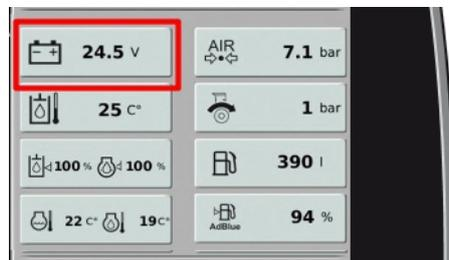 24.5 V
AIR 7.1 bar
25 C°
1 bar
100 % 100 %
390 l
22 C° 19C°
AdBlue 94 %